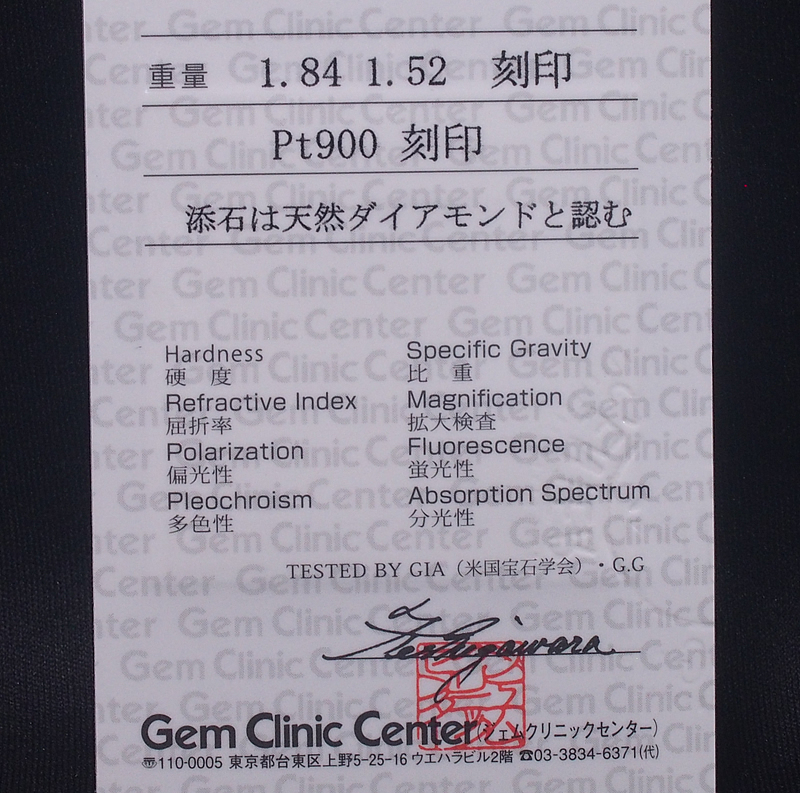 重量 1.84 1.52 刻印
Pt900 刻印
添石は天然ダイアモンドと認む
Hardness Specific Gravity
硬 度 比 重
Refractive Index Magnification
屈折率 拡大検査
Polarization Fluorescence
偏光性 蛍光性
Pleochroism Absorption Spectrum
多色性 分光性
TESTED BY GIA（米国宝石学会）・G.G
Gem Clinic Center(ジェムクリニックセンター)
〒110-0005 東京都台東区上野5-25-16 ウエハラビル2階 ☎03-3834-6371(代)